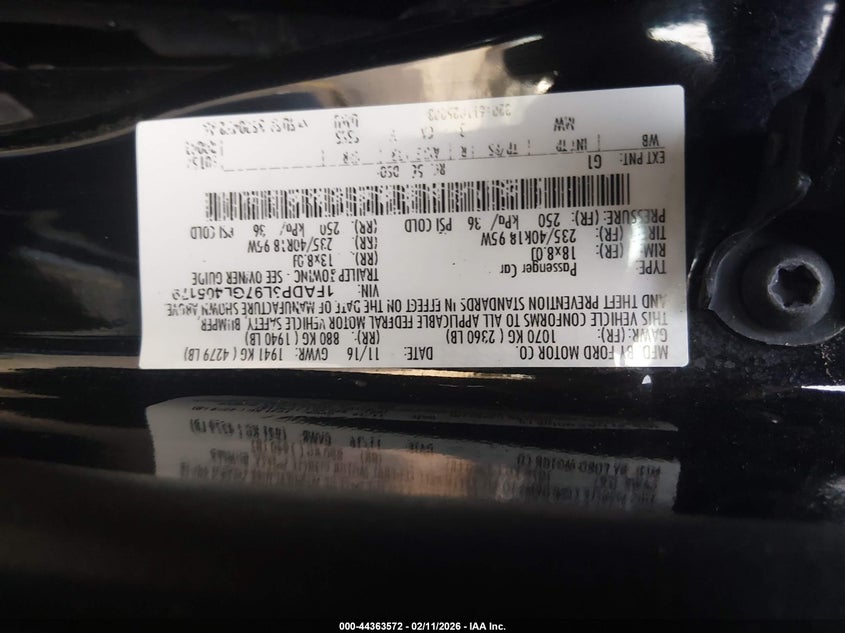 MFD. BY FORD MOTOR CO.
DATE: 11/16 GVWR: 1941 KG ( 4279 LB)
GAWR: (FR): 1070 KG ( 2360 LB) (RR): 880 KG ( 1940 LB)
THIS VEHICLE CONFORMS TO ALL APPLICABLE FEDERAL MOTOR VEHICLE SAFETY, BUMPER,
AND THEFT PREVENTION STANDARDS IN EFFECT ON THE DATE OF MANUFACTURE SHOWN ABOVE.
VIN:
TYPE: Passenger Car
TRAILER TOWING - SEE OWNER GUIDE
RIM: (FR): 18x8.0J (RR):
TIRE: (FR): 235/40R18 95W (RR): 235/40R18 95W
PRESSURE: (FR): 250 kPa/ 36 PSI COLD (RR): 250 kPa/ 36 PSI COLD
EXT PNT: G1
WB INT TR
000-44363572 - 02/11/2026 - IAA Inc.